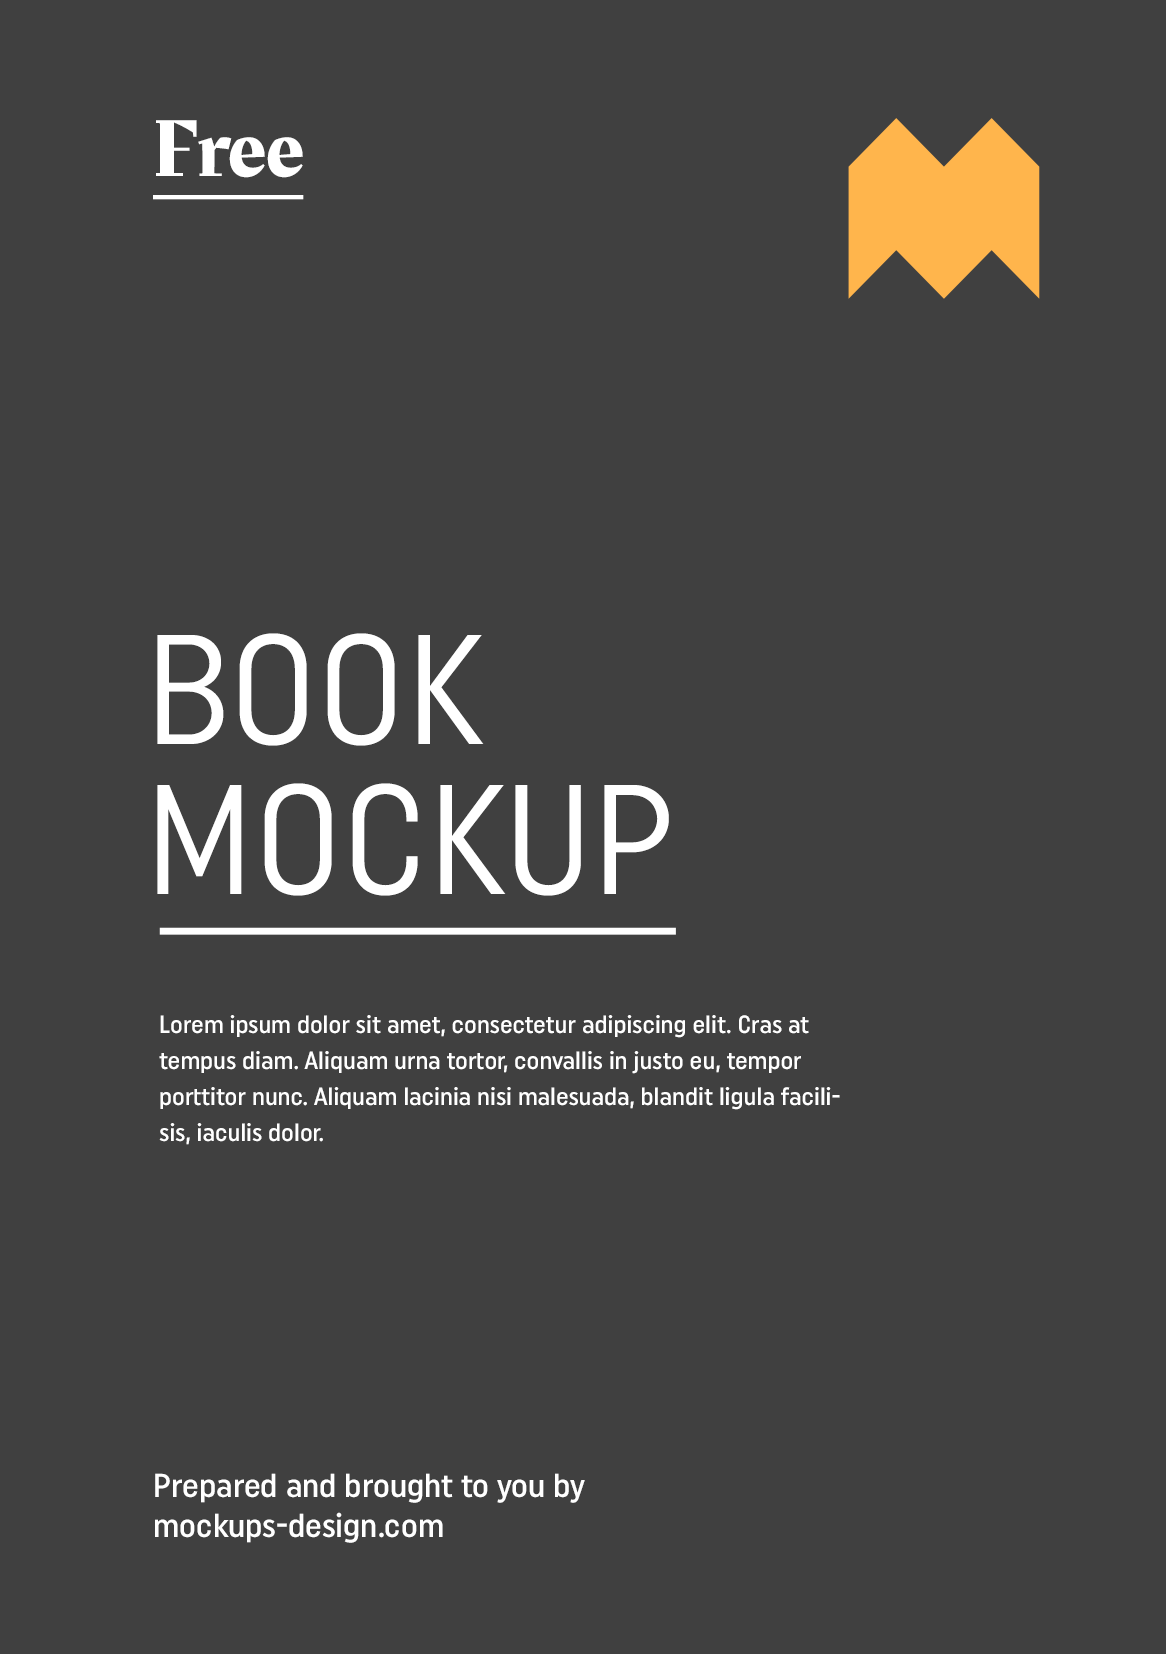 Free
BOOK
MOCKUP
Lorem ipsum dolor sit amet, consectetur adipiscing elit. Cras at
tempus diam. Aliquam urna tortor, convallis in justo eu, tempor
porttitor nunc. Aliquam lacinia nisi malesuada, blandit ligula facili-
sis, iaculis dolor.
Prepared and brought to you by
mockups-design.com